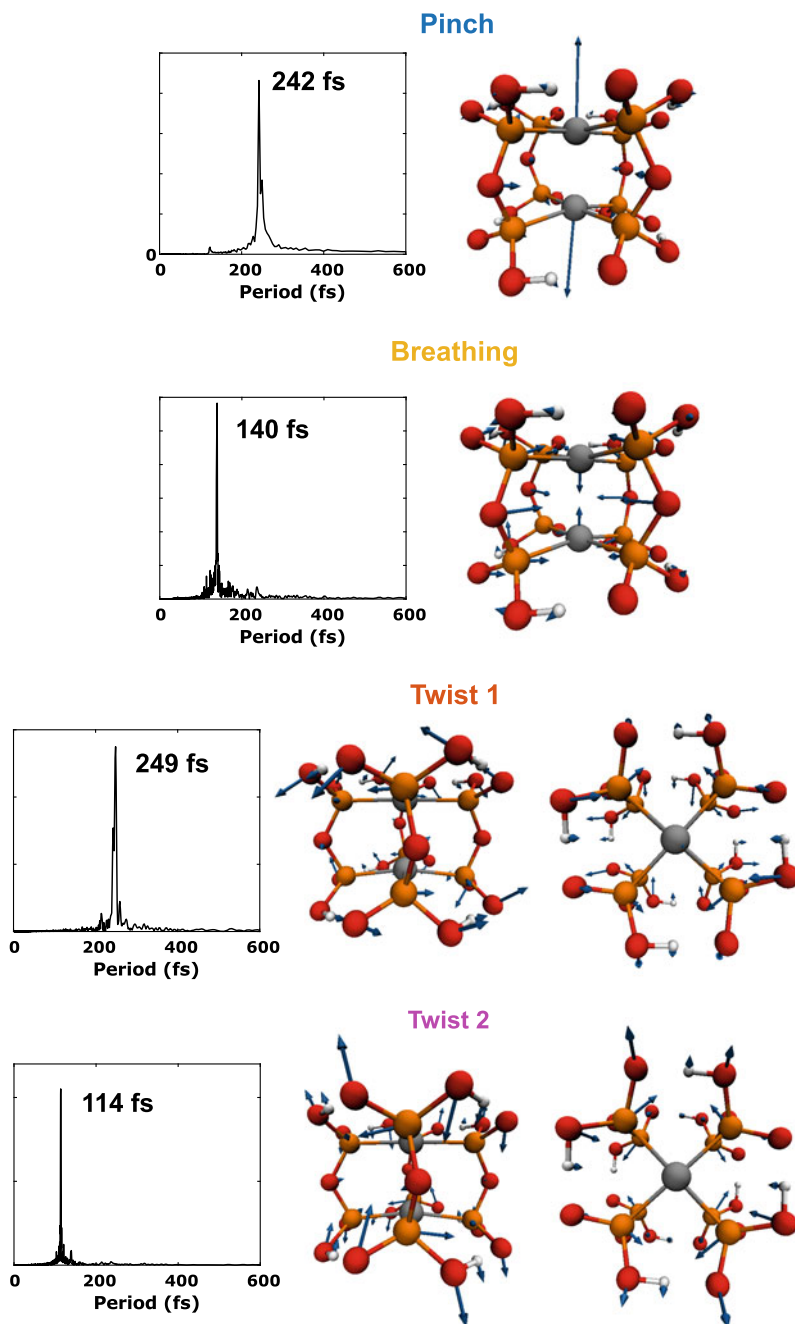 Pinch
242 fs
0
200 400 600
Period (fs)
Breathing
140 fs
0 200 400 600
Period (fs)
Twist 1
249 fs
0 200 400 600
Period (fs)
Twist 2
114 fs
0 200 400 600
Period (fs)